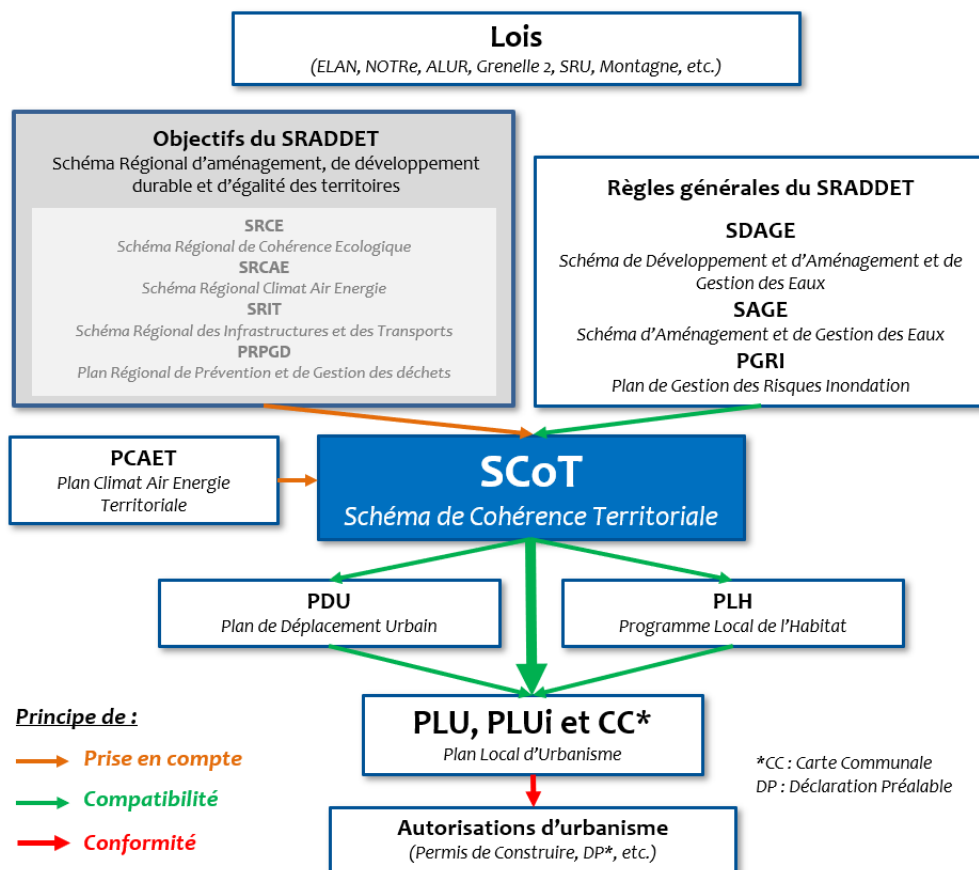 Lois
(ELAN, NOTRe, ALUR, Grenelle 2, SRU, Montagne, etc.)
Objectifs du SRADDET
Schéma Régional d'aménagement, de développement
durable et d'égalité des territoires
SRCE
Schéma Régional de Cohérence Ecologique
SRCAE
Schéma Régional Climat Air Energie
SRIT
Schéma Régional des Infrastructures et des Transports
PRPGD
Plan Régional de Prévention et de Gestion des déchets
Règles générales du SRADDET
SDAGE
Schéma de Développement et d'Aménagement et de
Gestion des Eaux
SAGE
Schéma d'Aménagement et de Gestion des Eaux
PGRI
Plan de Gestion des Risques Inondation
PCAET
Plan Climat Air Energie
Territoriale
SCoT
Schéma de Cohérence Territoriale
PDU
Plan de Déplacement Urbain
PLH
Programme Local de l'Habitat
PLU, PLUi et CC*
Plan Local d'Urbanisme
Principe de :
Prise en compte
Compatibilité
Conformité
*CC : Carte Communale
DP : Déclaration Préalable
Autorisations d'urbanisme
(Permis de Construire, DP*, etc.)